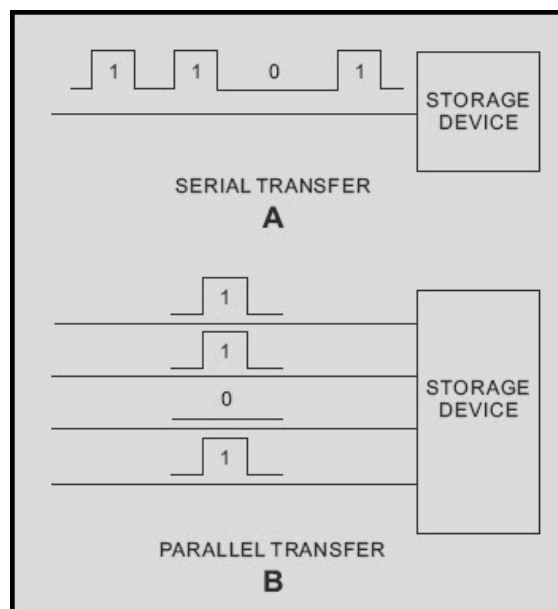 1 1 0 1
STORAGE
DEVICE
SERIAL TRANSFER
A
1
1
0
1
STORAGE
DEVICE
PARALLEL TRANSFER
B